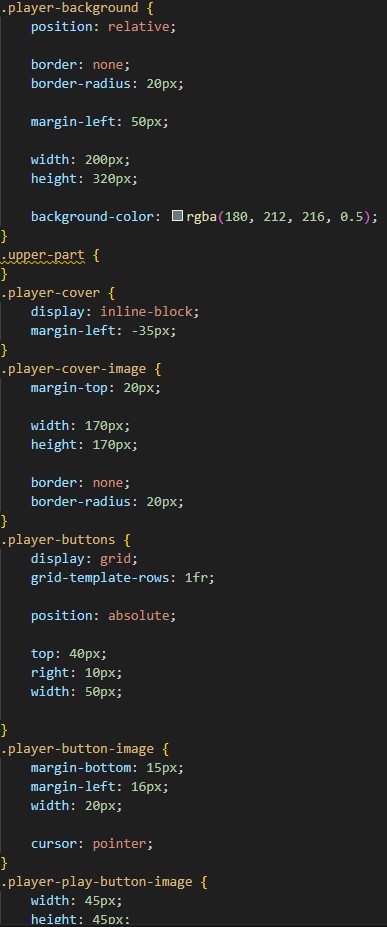 .player-background {
    position: relative;
    border: none;
    border-radius: 20px;
    margin-left: 50px;
    width: 200px;
    height: 320px;
    background-color: rgba(180, 212, 216, 0.5);
}
.upper-part {
}
.player-cover {
    display: inline-block;
    margin-left: -35px;
}
.player-cover-image {
    margin-top: 20px;
    width: 170px;
    height: 170px;
    border: none;
    border-radius: 20px;
}
.player-buttons {
    display: grid;
    grid-template-rows: 1fr;
    position: absolute;
    top: 40px;
    right: 10px;
    width: 50px;
}
.player-button-image {
    margin-bottom: 15px;
    margin-left: 16px;
    width: 20px;
    cursor: pointer;
}
.player-play-button-image {
    width: 45px;
    height: 45px;